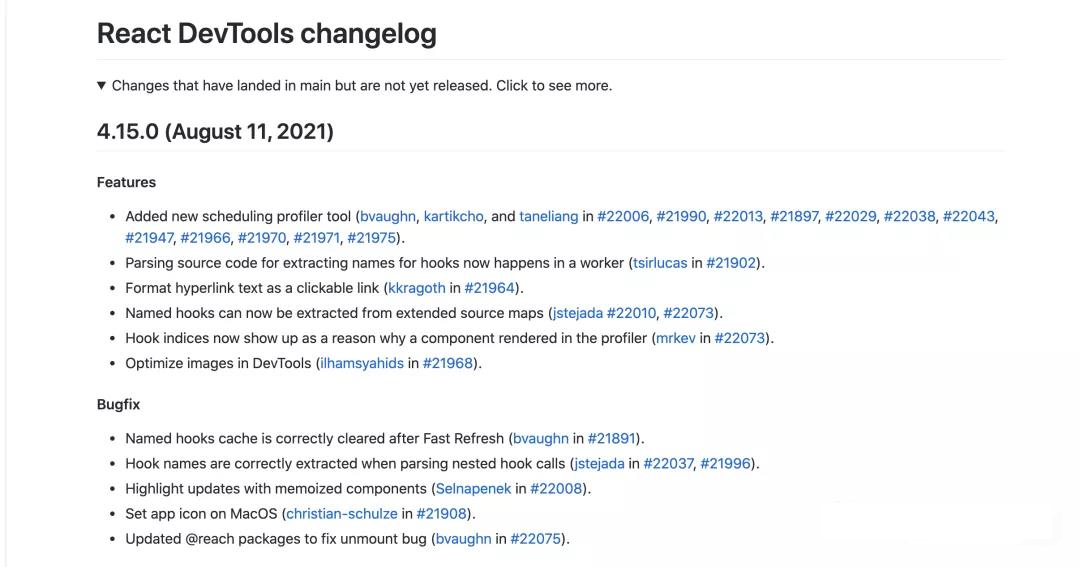 React DevTools changelog
▼ Changes that have landed in main but are not yet released. Click to see more.
4.15.0 (August 11, 2021)
Features
• Added new scheduling profiler tool (bvaughn, kartikcho, and taneliang in #22006, #21990, #22013, #21897, #22029, #22038, #22043,
#21947, #21966, #21970, #21971, #21975).
• Parsing source code for extracting names for hooks now happens in a worker (tsirlucas in #21902).
• Format hyperlink text as a clickable link (kkragoth in #21964).
• Named hooks can now be extracted from extended source maps (jstejada #22010, #22073).
• Hook indices now show up as a reason why a component rendered in the profiler (mrkev in #22073).
• Optimize images in DevTools (ilhamsyahids in #21968).
Bugfix
• Named hooks cache is correctly cleared after Fast Refresh (bvaughn in #21891).
• Hook names are correctly extracted when parsing nested hook calls (jstejada in #22037, #21996).
• Highlight updates with memoized components (Selnapenek in #22008).
• Set app icon on MacOS (christian-schulze in #21908).
• Updated @reach packages to fix unmount bug (bvaughn in #22075).